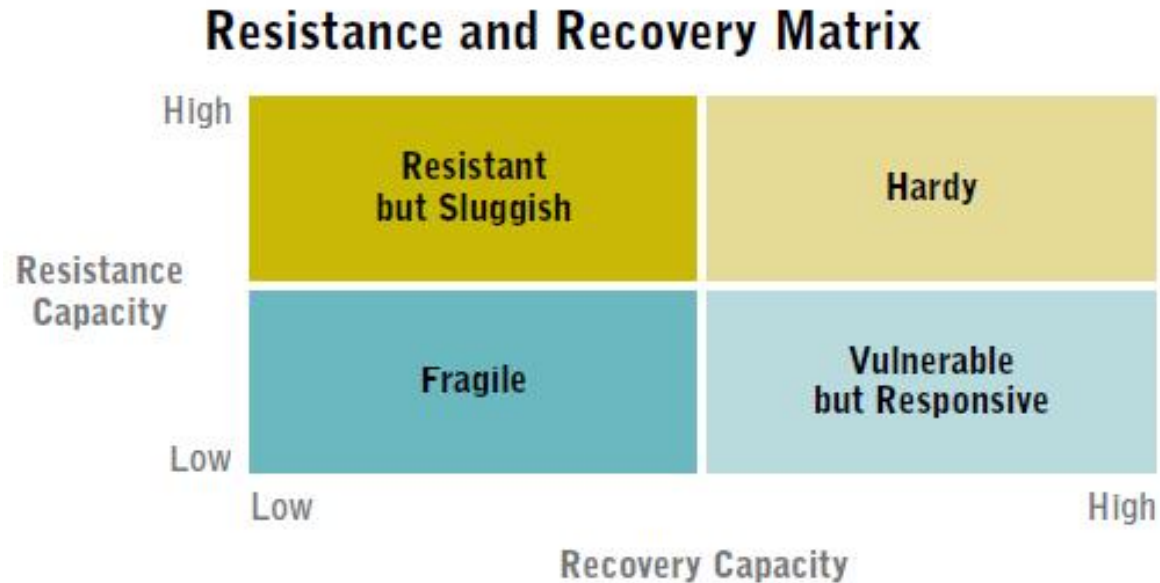 Resistance and Recovery Matrix
High
Resistant
but Sluggish
Hardy
Resistance
Capacity
Fragile
Vulnerable
but Responsive
Low
Low
High
Recovery Capacity